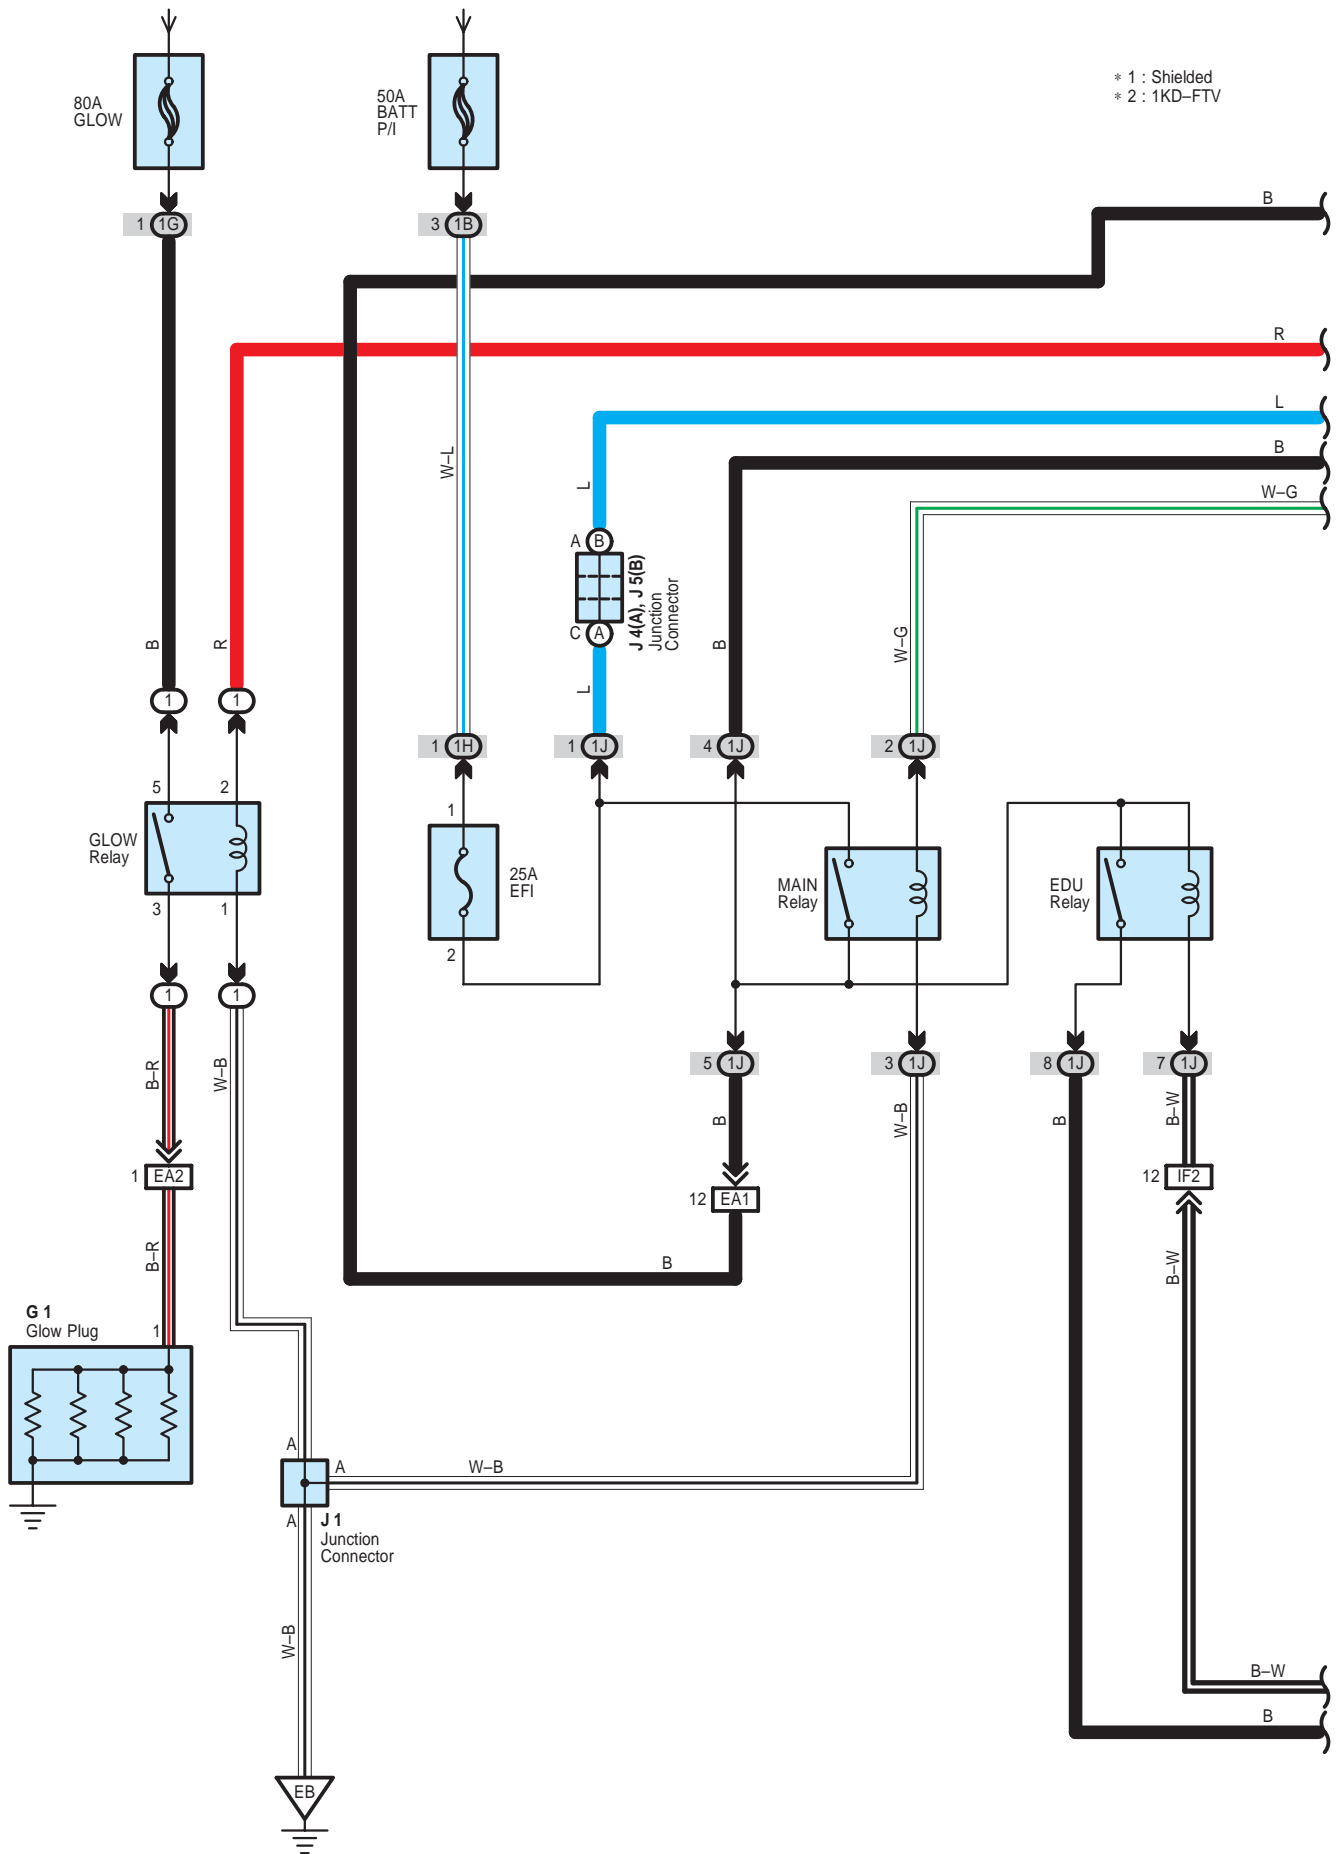 80A
GLOW
50A
BATT
P/I
* 1 : Shielded
* 2 : 1KD–FTV
1 1G
3 1B
B
R
L
B
W–G
W–L
L
A B
J 4(A), J 5(B)
Junction
Connector
C A
B
R
L
B
W–G
1
1
1 1H
1 1J
4 1J
2 1J
5
2
1
GLOW
Relay
25A
EFI
MAIN
Relay
EDU
Relay
3
1
2
1
1
5 1J
3 1J
8 1J
7 1J
B–R
W–B
B
W–B
B
B–W
1 EA2
12 EA1
12 IF2
B–R
B
B–W
G 1
Glow Plug
1
A
A
W–B
A
J 1
Junction
Connector
W–B
B–W
B
EB